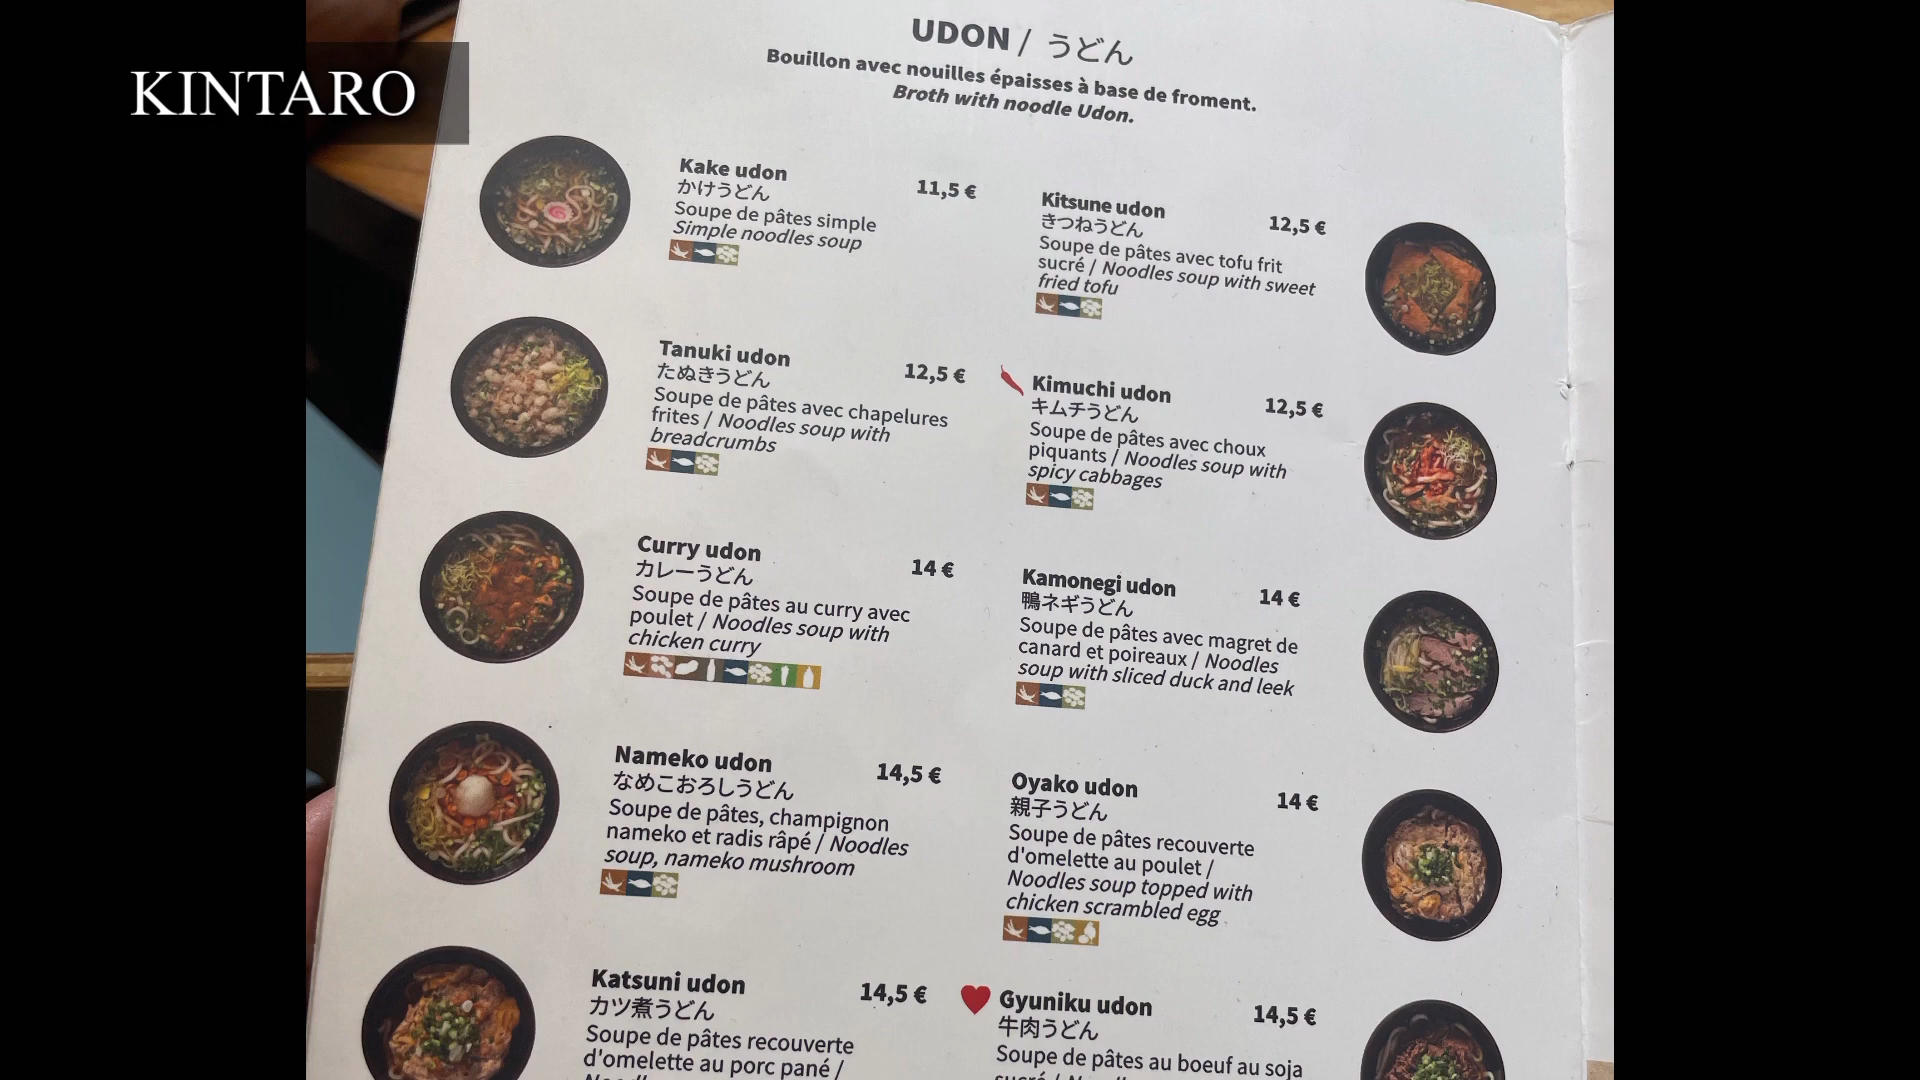 KINTARO
UDON / うどん
Bouillon avec nouilles épaisses à base de froment.
Broth with noodle Udon.
Kake udon
かけうどん
11,5 €
Soupe de pâtes simple
Simple noodles soup
Tanuki udon
たぬきうどん
12,5 €
Soupe de pâtes avec chapelures
frites / Noodles soup with
breadcrumbs
Curry udon
カレーうどん
14 €
Soupe de pâtes au curry avec
poulet / Noodles soup with
chicken curry
Nameko udon
なめこおろしうどん
14,5 €
Soupe de pâtes, champignon
nameko et radis râpé / Noodles
soup, nameko mushroom
Katsuni udon
カツ煮うどん
14,5 €
Soupe de pâtes recouverte
d'omelette au porc pané /
Kitsune udon
きつねうどん
12,5 €
Soupe de pâtes avec tofu frit
sucré / Noodles soup with sweet
fried tofu
Kimuchi udon
キムチうどん
12,5 €
Soupe de pâtes avec choux
piquants / Noodles soup with
spicy cabbages
Kamonegi udon
鴨ネギうどん
14 €
Soupe de pâtes avec magret de
canard et poireaux / Noodles
soup with sliced duck and leek
Oyako udon
親子うどん
14 €
Soupe de pâtes recouverte
d'omelette au poulet /
Noodles soup topped with
chicken scrambled egg
Gyuniku udon
牛肉うどん
14,5 €
Soupe de pâtes au boeuf au soja
sucré /